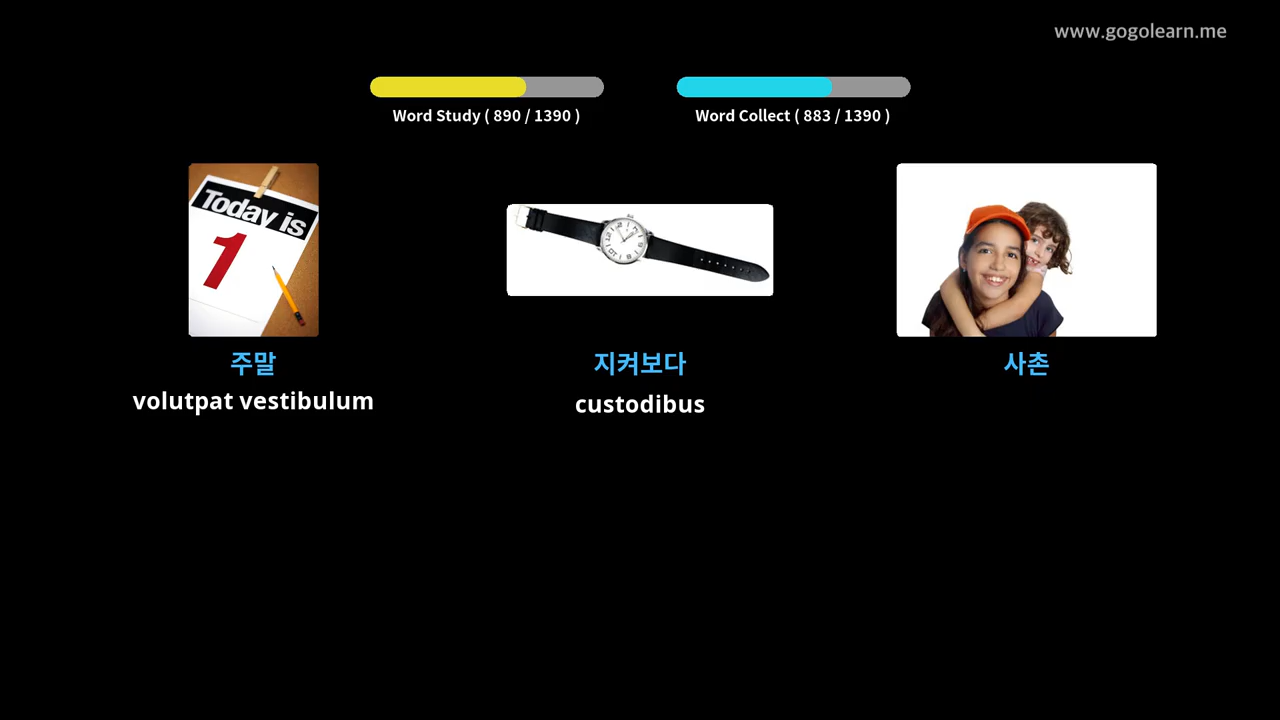 www.gogolearn.me
Word Study ( 890 / 1390 )
Word Collect ( 883 / 1390 )
Today is
1
주말
지켜보다
사촌
volutpat vestibulum
custodibus